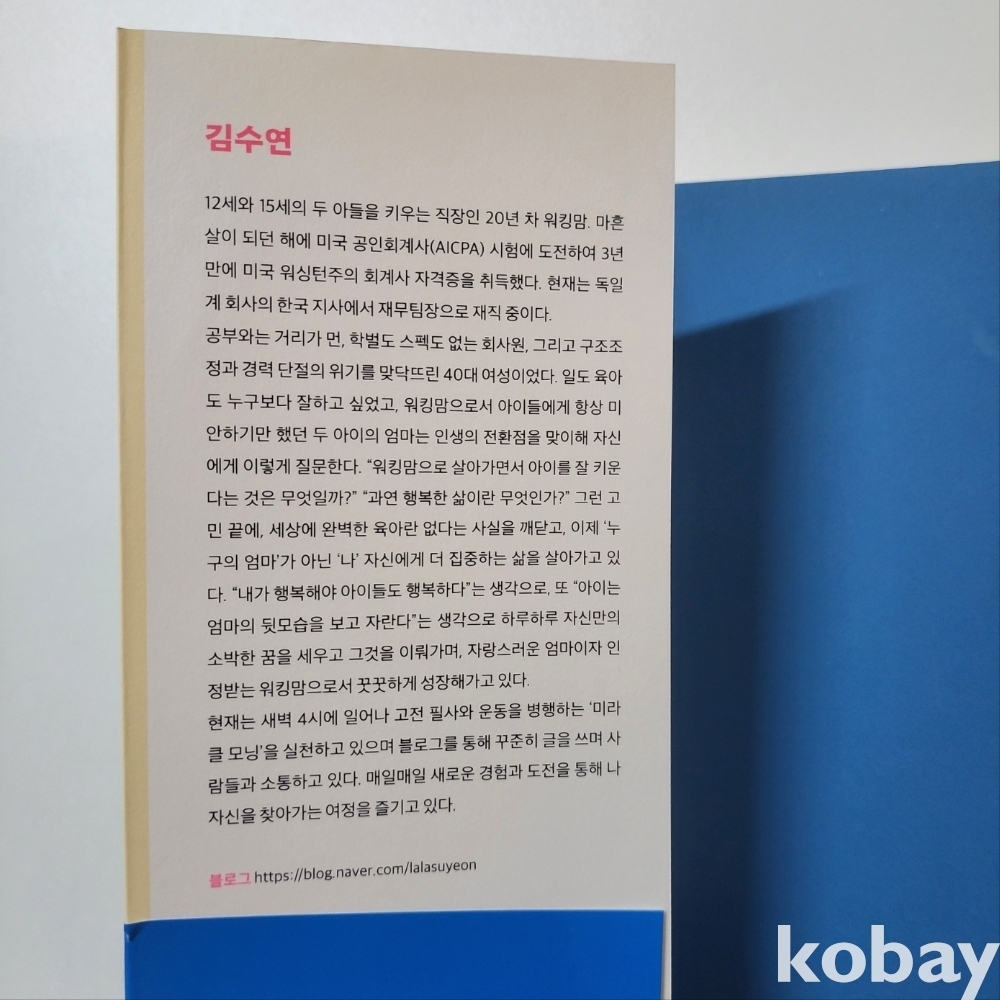 김수연
12세와 15세의 두 아들을 키우는 직장인 20년 차 워킹맘. 마흔
살이 되던 해에 미국 공인회계사(AICPA) 시험에 도전하여 3년
만에 미국 워싱턴주의 회계사 자격증을 취득했다. 현재는 독일
계 회사의 한국 지사에서 재무팀장으로 재직 중이다.
공부와는 거리가 먼, 학벌도 스펙도 없는 회사원, 그리고 구조조
정과 경력 단절의 위기를 맞닥뜨린 40대 여성이었다. 일도 육아
도 누구보다 잘하고 싶었고, 워킹맘으로서 아이들에게 항상 미
안하기만 했던 두 아이의 엄마는 인생의 전환점을 맞이해 자신
에게 이렇게 질문한다. “워킹맘으로 살아가면서 아이를 잘 키운
다는 것은 무엇일까?” “과연 행복한 삶이란 무엇인가?” 그런 고
민 끝에, 세상에 완벽한 육아란 없다는 사실을 깨닫고, 이제 ‘누
구의 엄마’가 아닌 ‘나’ 자신에게 더 집중하는 삶을 살아가고 있
다. “내가 행복해야 아이들도 행복하다”는 생각으로, 또 “아이는
엄마의 뒷모습을 보고 자란다”는 생각으로 하루하루 자신만의
소박한 꿈을 세우고 그것을 이뤄가며, 자랑스러운 엄마이자 인
정받는 워킹맘으로서 꿋꿋하게 성장해가고 있다.
현재는 새벽 4시에 일어나 고전 필사와 운동을 병행하는 ‘미라
클 모닝’을 실천하고 있으며 블로그를 통해 꾸준히 글을 쓰며 사
람들과 소통하고 있다. 매일매일 새로운 경험과 도전을 통해 나
자신을 찾아가는 여정을 즐기고 있다.
블로그 https://blog.naver.com/lalasuyeon
kobay